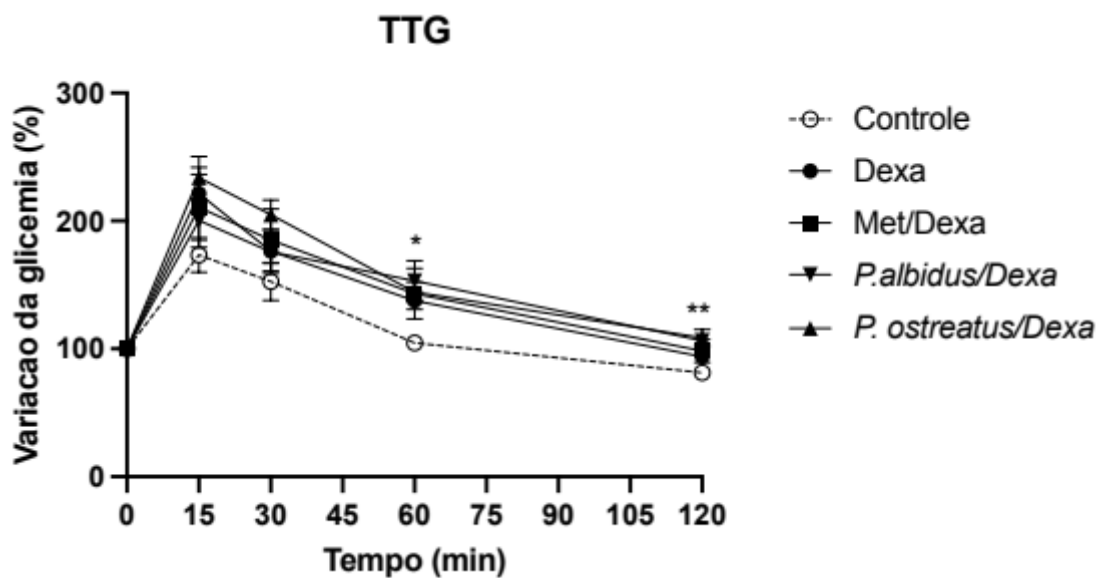 TTG
300
200
100
0
Variacao da glicemia (%)
*
**
0 15 30 45 60 75 90 105 120
Tempo (min)
Controle
Dexa
Met/Dexa
P.albidus/Dexa
P. ostreatus/Dexa